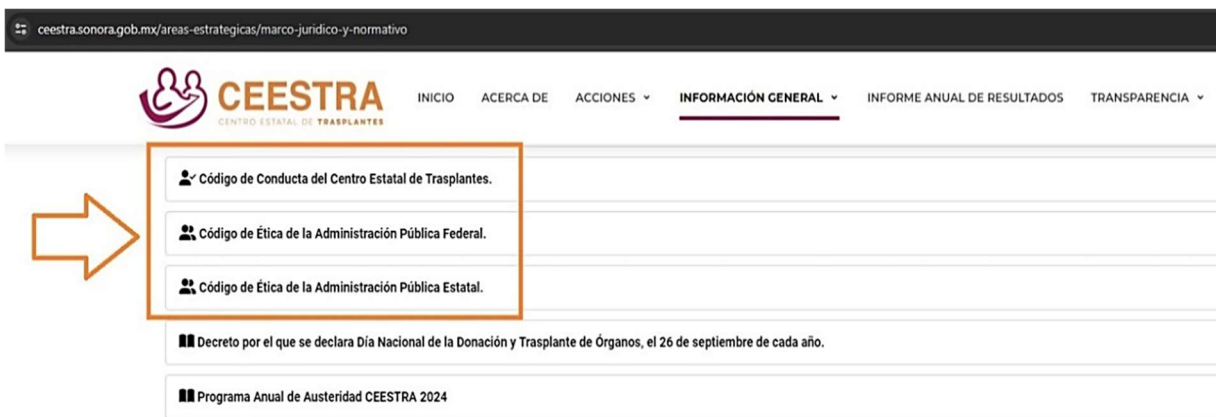 ceestra.sonora.gob.mx/areas-estrategicas/marco-juridico-y-normativo
CEESTRA
CENTRO ESTATAL DE TRASPLANTES
INICIO ACERCA DE ACCIONES INFORMACIÓN GENERAL INFORME ANUAL DE RESULTADOS TRANSPARENCIA
Código de Conducta del Centro Estatal de Trasplantes.
Código de Ética de la Administración Pública Federal.
Código de Ética de la Administración Pública Estatal.
Decreto por el que se declara Día Nacional de la Donación y Trasplante de Órganos, el 26 de septiembre de cada año.
Programa Anual de Austeridad CEESTRA 2024